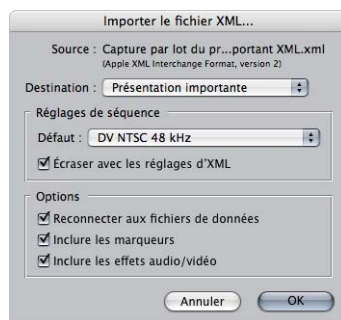 Importer le fichier XML...
Source : Capture par lot du pr...portant XML.xml
(Apple XML Interchange Format, version 2)
Destination : Présentation importante
Réglages de séquence
Défaut : DV NTSC 48 kHz
Écraser avec les réglages d'XML
Options
Reconnecter aux fichiers de données
Inclure les marqueurs
Inclure les effets audio/vidéo
Annuler OK